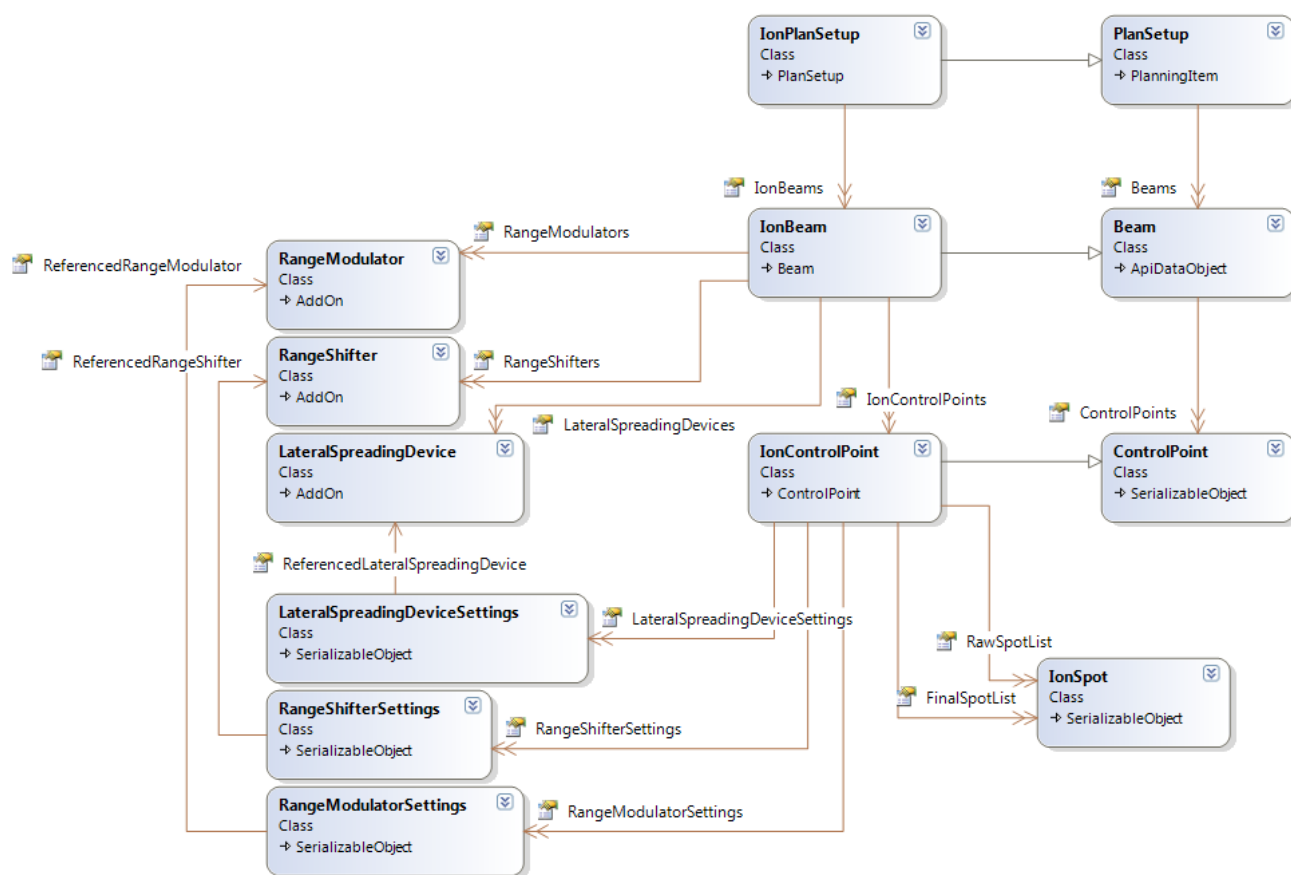 IonPlanSetup
Class
PlanSetup
PlanSetup
Class
PlanningItem
IonBeams
Beams
RangeModulators
IonBeam
Class
Beam
Beam
Class
ApiDataObject
ReferencedRangeModulator
RangeModulator
Class
AddOn
ReferencedRangeShifter
RangeShifter
Class
AddOn
RangeShifters
IonControlPoints
ControlPoints
LateralSpreadingDevices
LateralSpreadingDevice
Class
AddOn
IonControlPoint
Class
ControlPoint
ControlPoint
Class
SerializableObject
ReferencedLateralSpreadingDevice
LateralSpreadingDeviceSettings
Class
SerializableObject
LateralSpreadingDeviceSettings
RawSpotList
FinalSpotList
IonSpot
Class
SerializableObject
RangeShifterSettings
Class
SerializableObject
RangeShifterSettings
RangeModulatorSettings
Class
SerializableObject
RangeModulatorSettings